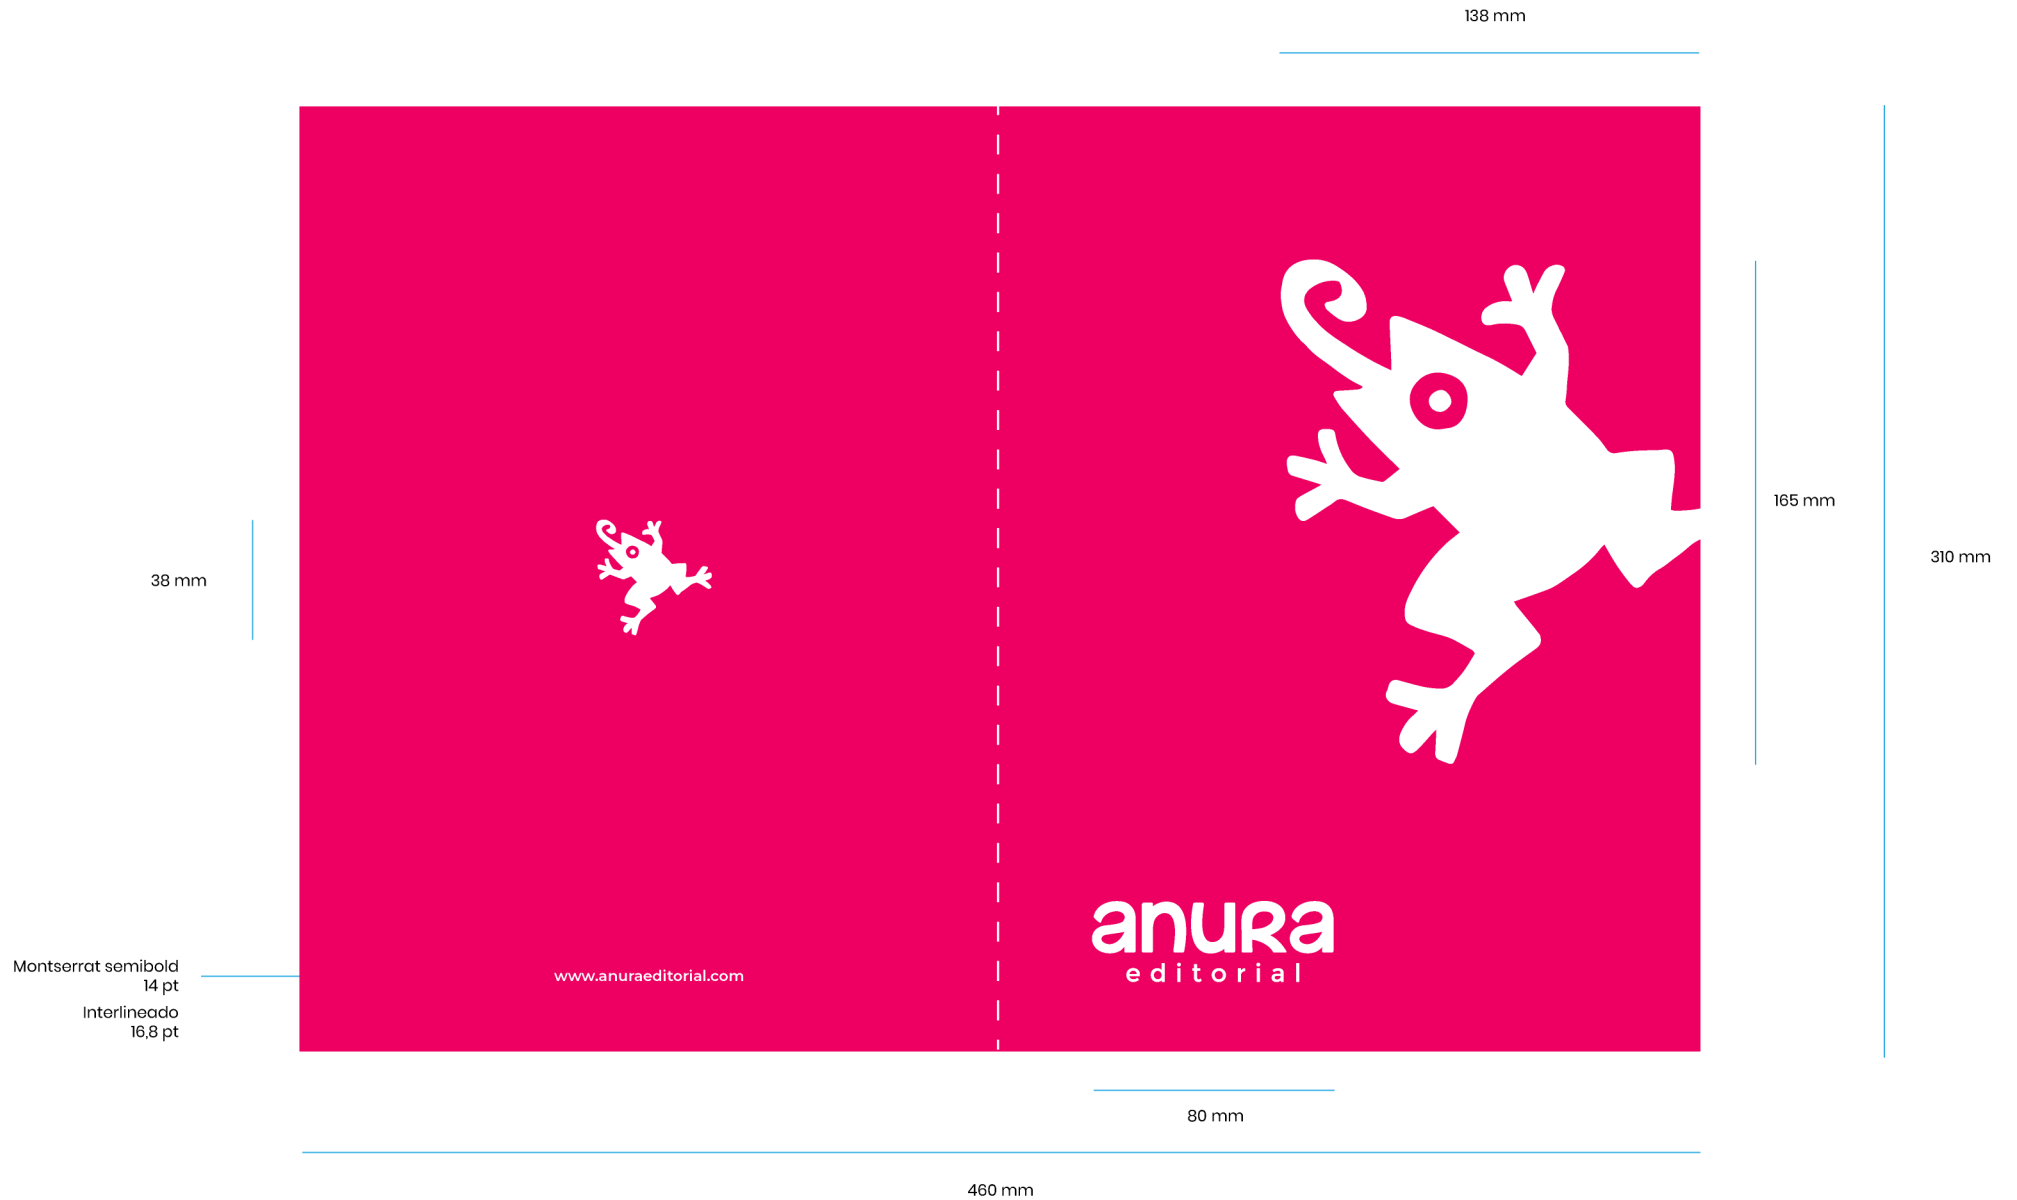 138 mm
165 mm
310 mm
38 mm
anura
editorial
Montserrat semibold
14 pt
Interlineado
16,8 pt
www.anuraeditorial.com
80 mm
460 mm